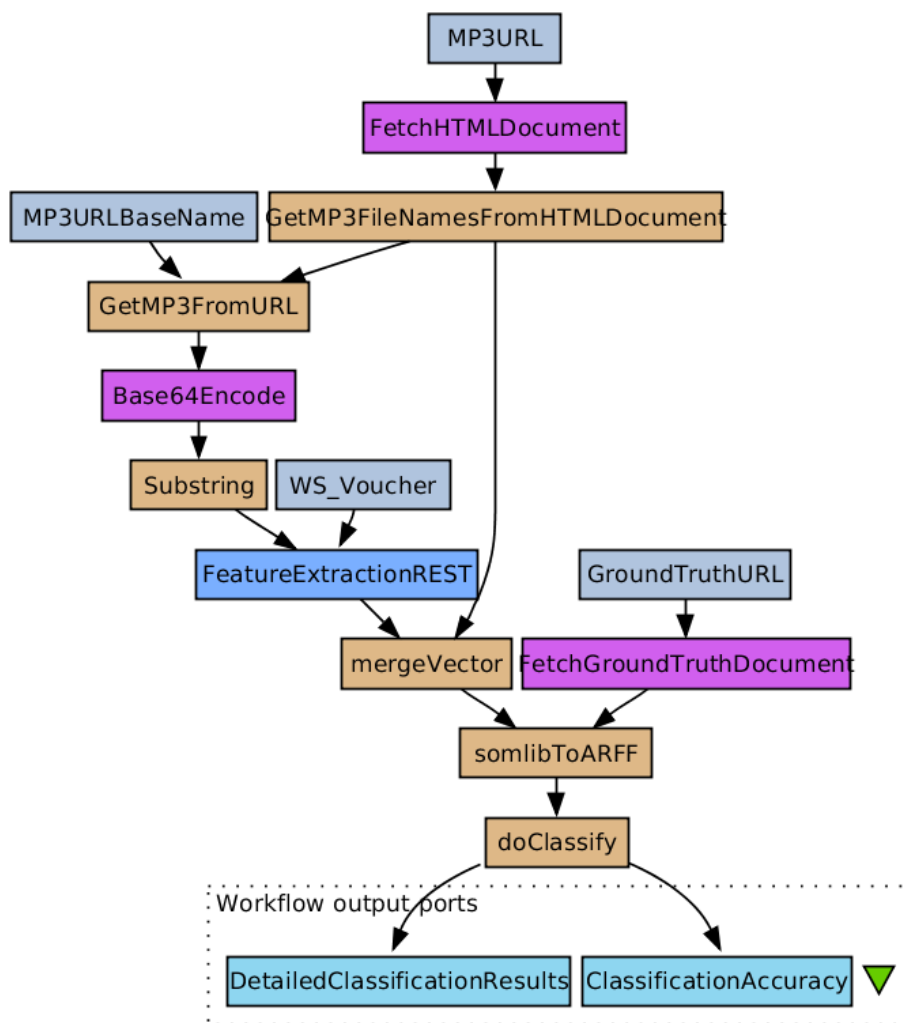 MP3URL
FetchHTMLDocument
MP3URLBaseName
GetMP3FileNamesFromHTMLDocument
GetMP3FromURL
Base64Encode
Substring
WS_Voucher
FeatureExtractionREST
GroundTruthURL
mergeVector
FetchGroundTruthDocument
somlibToARFF
doClassify
Workflow output ports
DetailedClassificationResults
ClassificationAccuracy